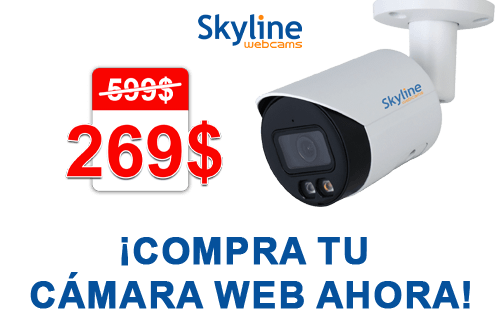 Skyline
webcams
599$
269$
Skyline
¡COMPRA TU
CÁMARA WEB AHORA!